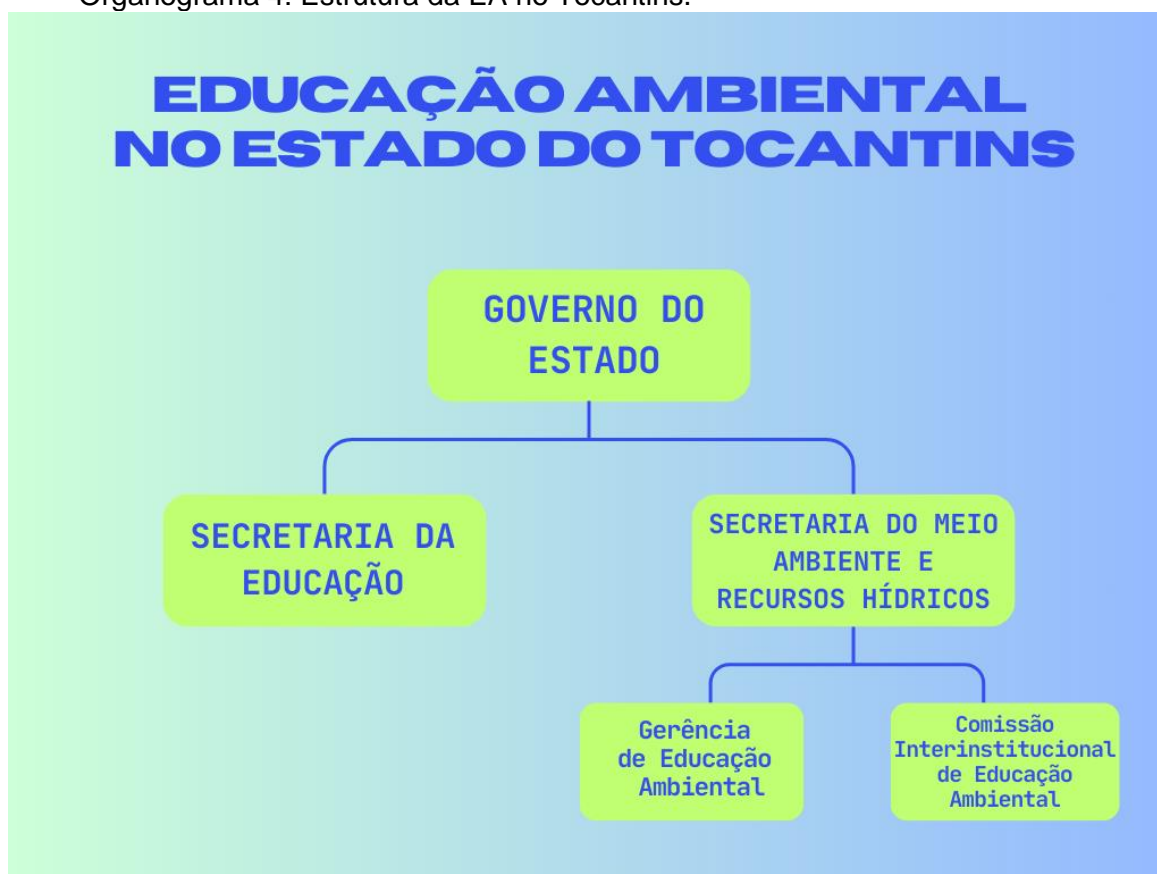 Organograma 4: Estrutura da EA no Tocantins.
EDUCAÇÃO AMBIENTAL
NO ESTADO DO TOCANTINS
GOVERNO DO
ESTADO
SECRETARIA DA
EDUCAÇÃO
SECRETARIA DO MEIO
AMBIENTE E
RECURSOS HÍDRICOS
Gerência
de Educação
Ambiental
Comissão
Interinstitucional
de Educação
Ambiental